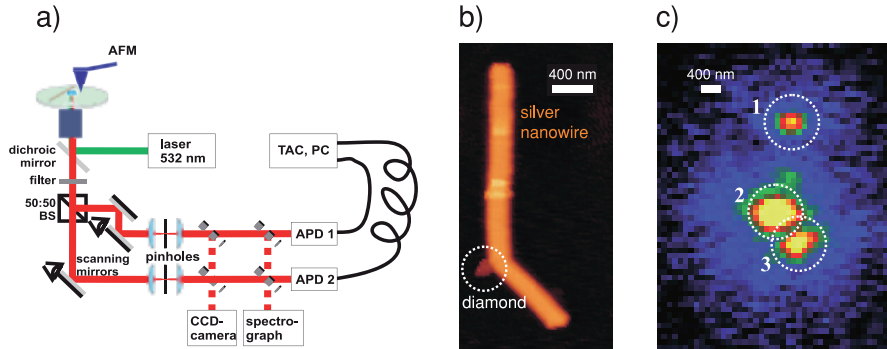 a)
AFM
dichroic
mirror
laser
532 nm
TAC, PC
filter
50:50
BS
scanning
mirrors
pinholes
APD 1
APD 2
CCD-
camera
spectro-
graph
b)
400 nm
silver
nanowire
diamond
c)
400 nm
1
2
3